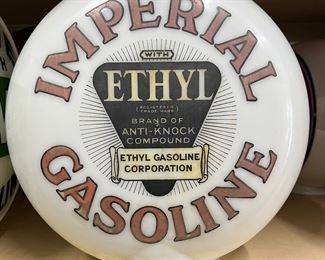 IMPERIAL
WITH
ETHYL
REGISTERED
TRADE MARK
BRAND OF
ANTI-KNOCK
COMPOUND
ETHYL GASOLINE
CORPORATION
GASOLINE